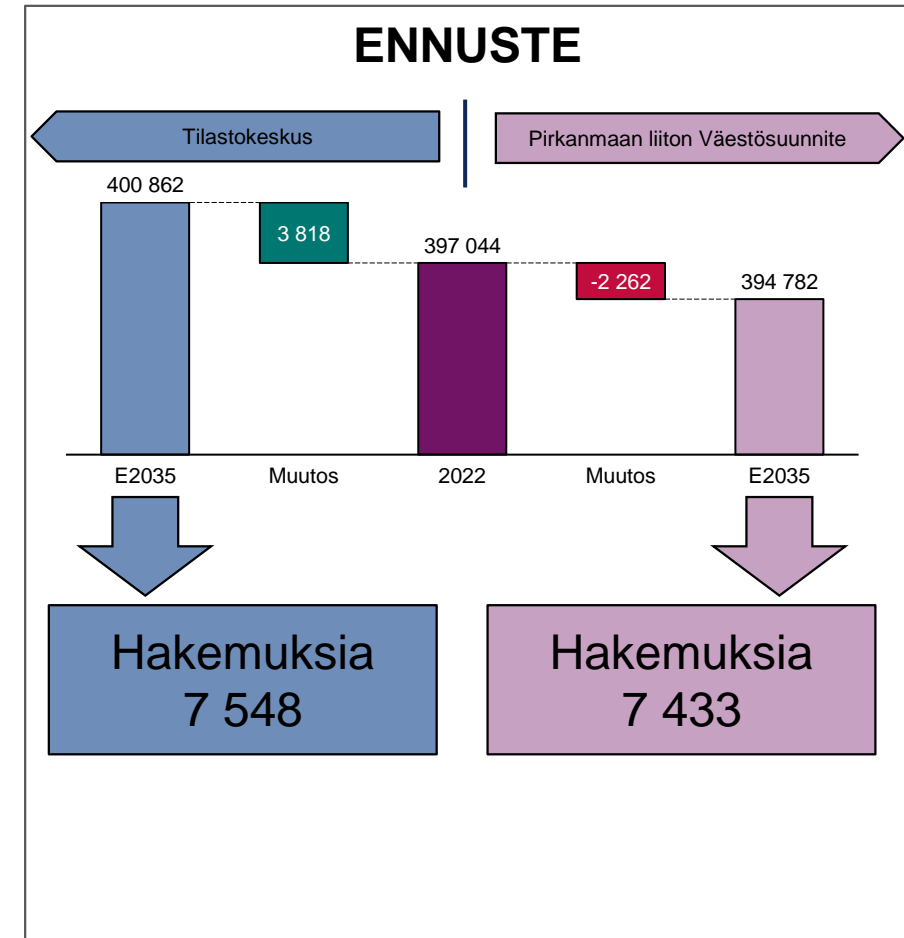 ENNUSTE
Tilastokeskus
Pirkanmaan liiton Väestösuunnite
400 862
3 818
397 044
-2 262
394 782
E2035
Muutos
2022
Muutos
E2035
Hakemuksia
7 548
Hakemuksia
7 433